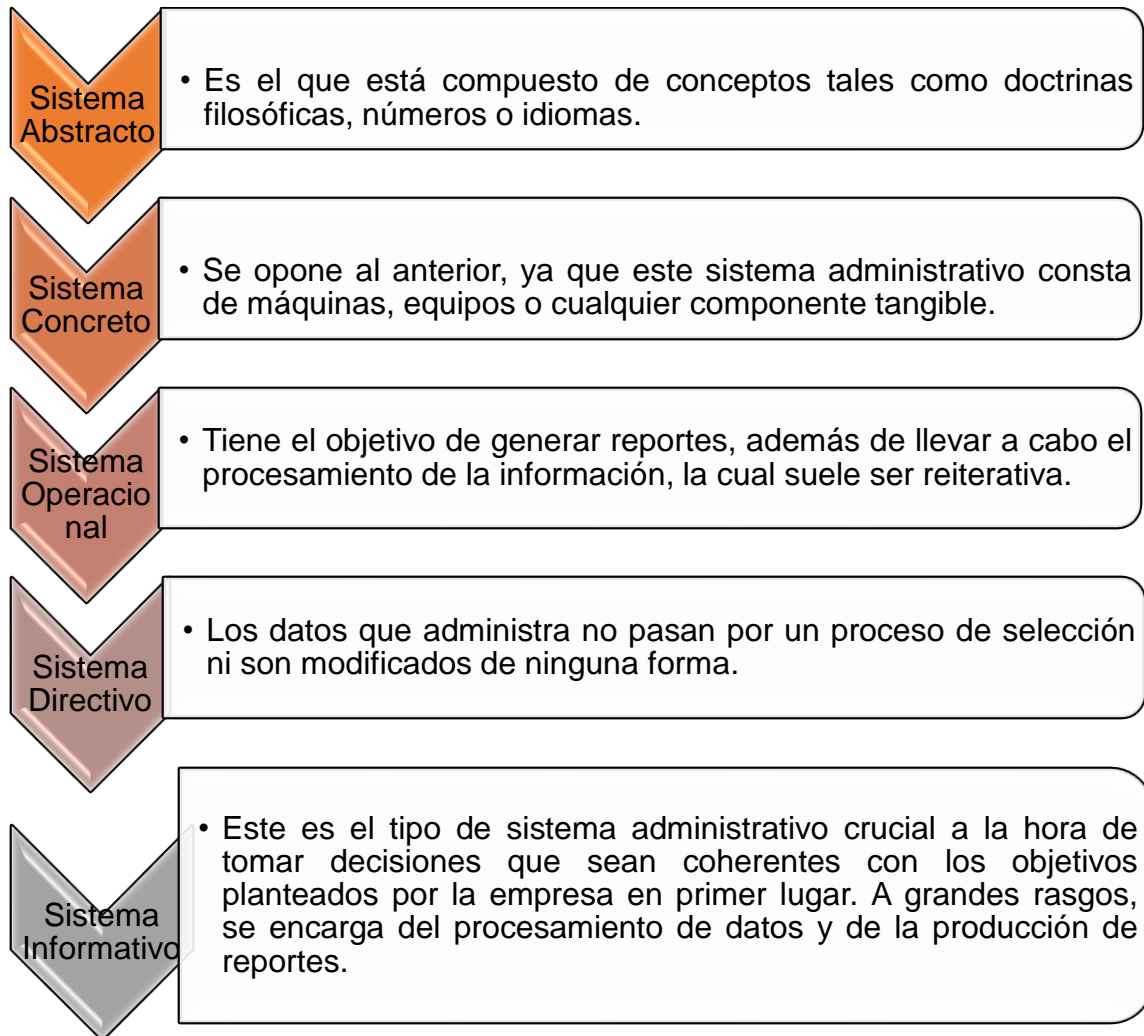 Sistema
Abstracto
• Es el que está compuesto de conceptos tales como doctrinas
filosóficas, números o idiomas.
Sistema
Concreto
• Se opone al anterior, ya que este sistema administrativo consta
de máquinas, equipos o cualquier componente tangible.
Sistema
Operacio
nal
• Tiene el objetivo de generar reportes, además de llevar a cabo el
procesamiento de la información, la cual suele ser reiterativa.
Sistema
Directivo
• Los datos que administra no pasan por un proceso de selección
ni son modificados de ninguna forma.
Sistema
Informativo
• Este es el tipo de sistema administrativo crucial a la hora de
tomar decisiones que sean coherentes con los objetivos
planteados por la empresa en primer lugar. A grandes rasgos,
se encarga del procesamiento de datos y de la producción de
reportes.